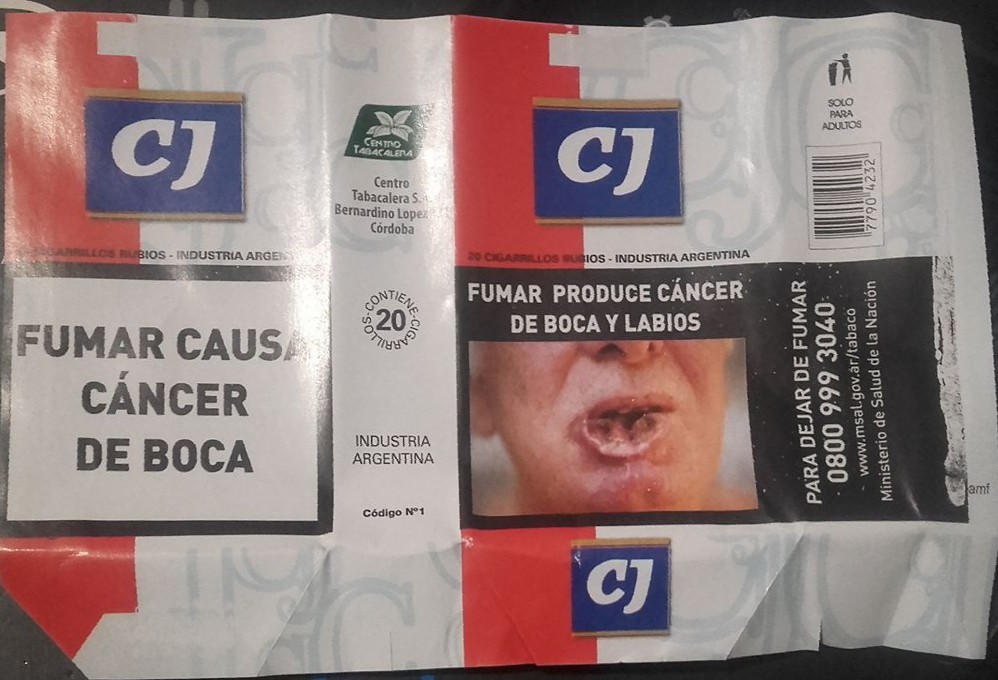 CJ
CIGARRILLOS RUBIOS - INDUSTRIA ARGEN
FUMAR CAUSA
CÁNCER
DE BOCA
CENTRO
TABACALERA
Centro
Tabacalera S.
Bernardino Lopez
Córdoba
CONTIENE-CIGARRILLOS-
20
INDUSTRIA
ARGENTINA
Código Nº1
CJ
20 CIGARRILLOS RUBIOS - INDUSTRIA ARGENTINA
FUMAR PRODUCE CÁNCER
DE BOCA Y LABIOS
CJ
SOLO
PARA
ADULTOS
7790 4232
PARA DEJAR DE FUMAR
0800 999 3040
www.msal.gov.ar/tabaco
Ministerio de Salud de la Nación
amf